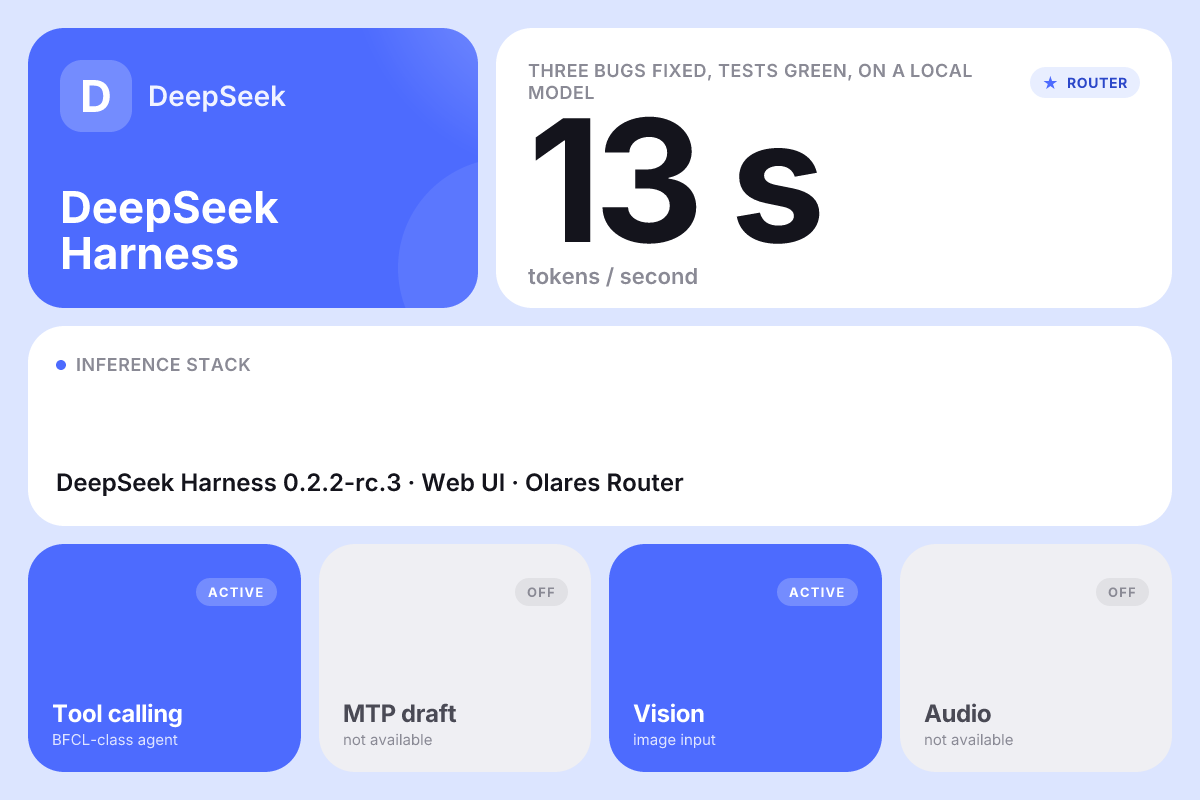 D
DeepSeek
DeepSeek
Harness
THREE BUGS FIXED, TESTS GREEN, ON A LOCAL
MODEL
★ ROUTER
13 s
tokens / second
INFERENCE STACK
DeepSeek Harness 0.2.2-rc.3 · Web UI · Olares Router
ACTIVE
Tool calling
BFCL-class agent
OFF
MTP draft
not available
ACTIVE
Vision
image input
OFF
Audio
not available